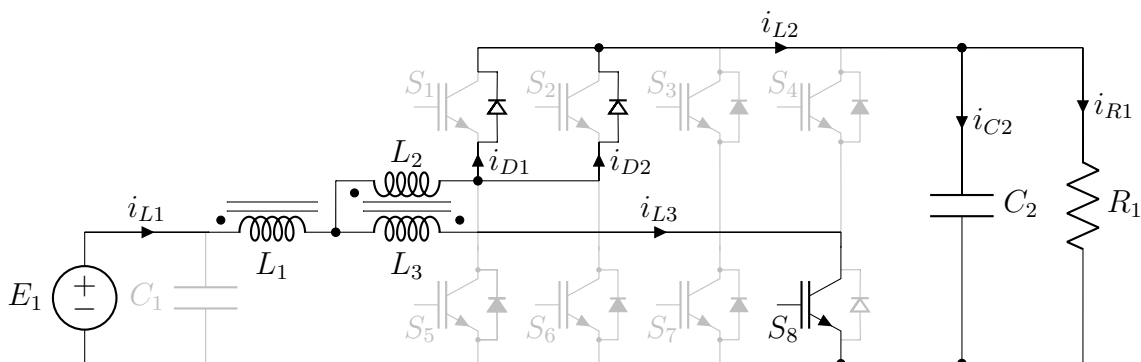 i_{L2}
S_1 S_2 S_3 S_4
i_{R1}
i_{C2}
L_2 i_{D1} i_{D2}
i_{L1} i_{L3} C_2 R_1
L_1 L_3
E_1 + − C_1
S_5 S_6 S_7 S_8